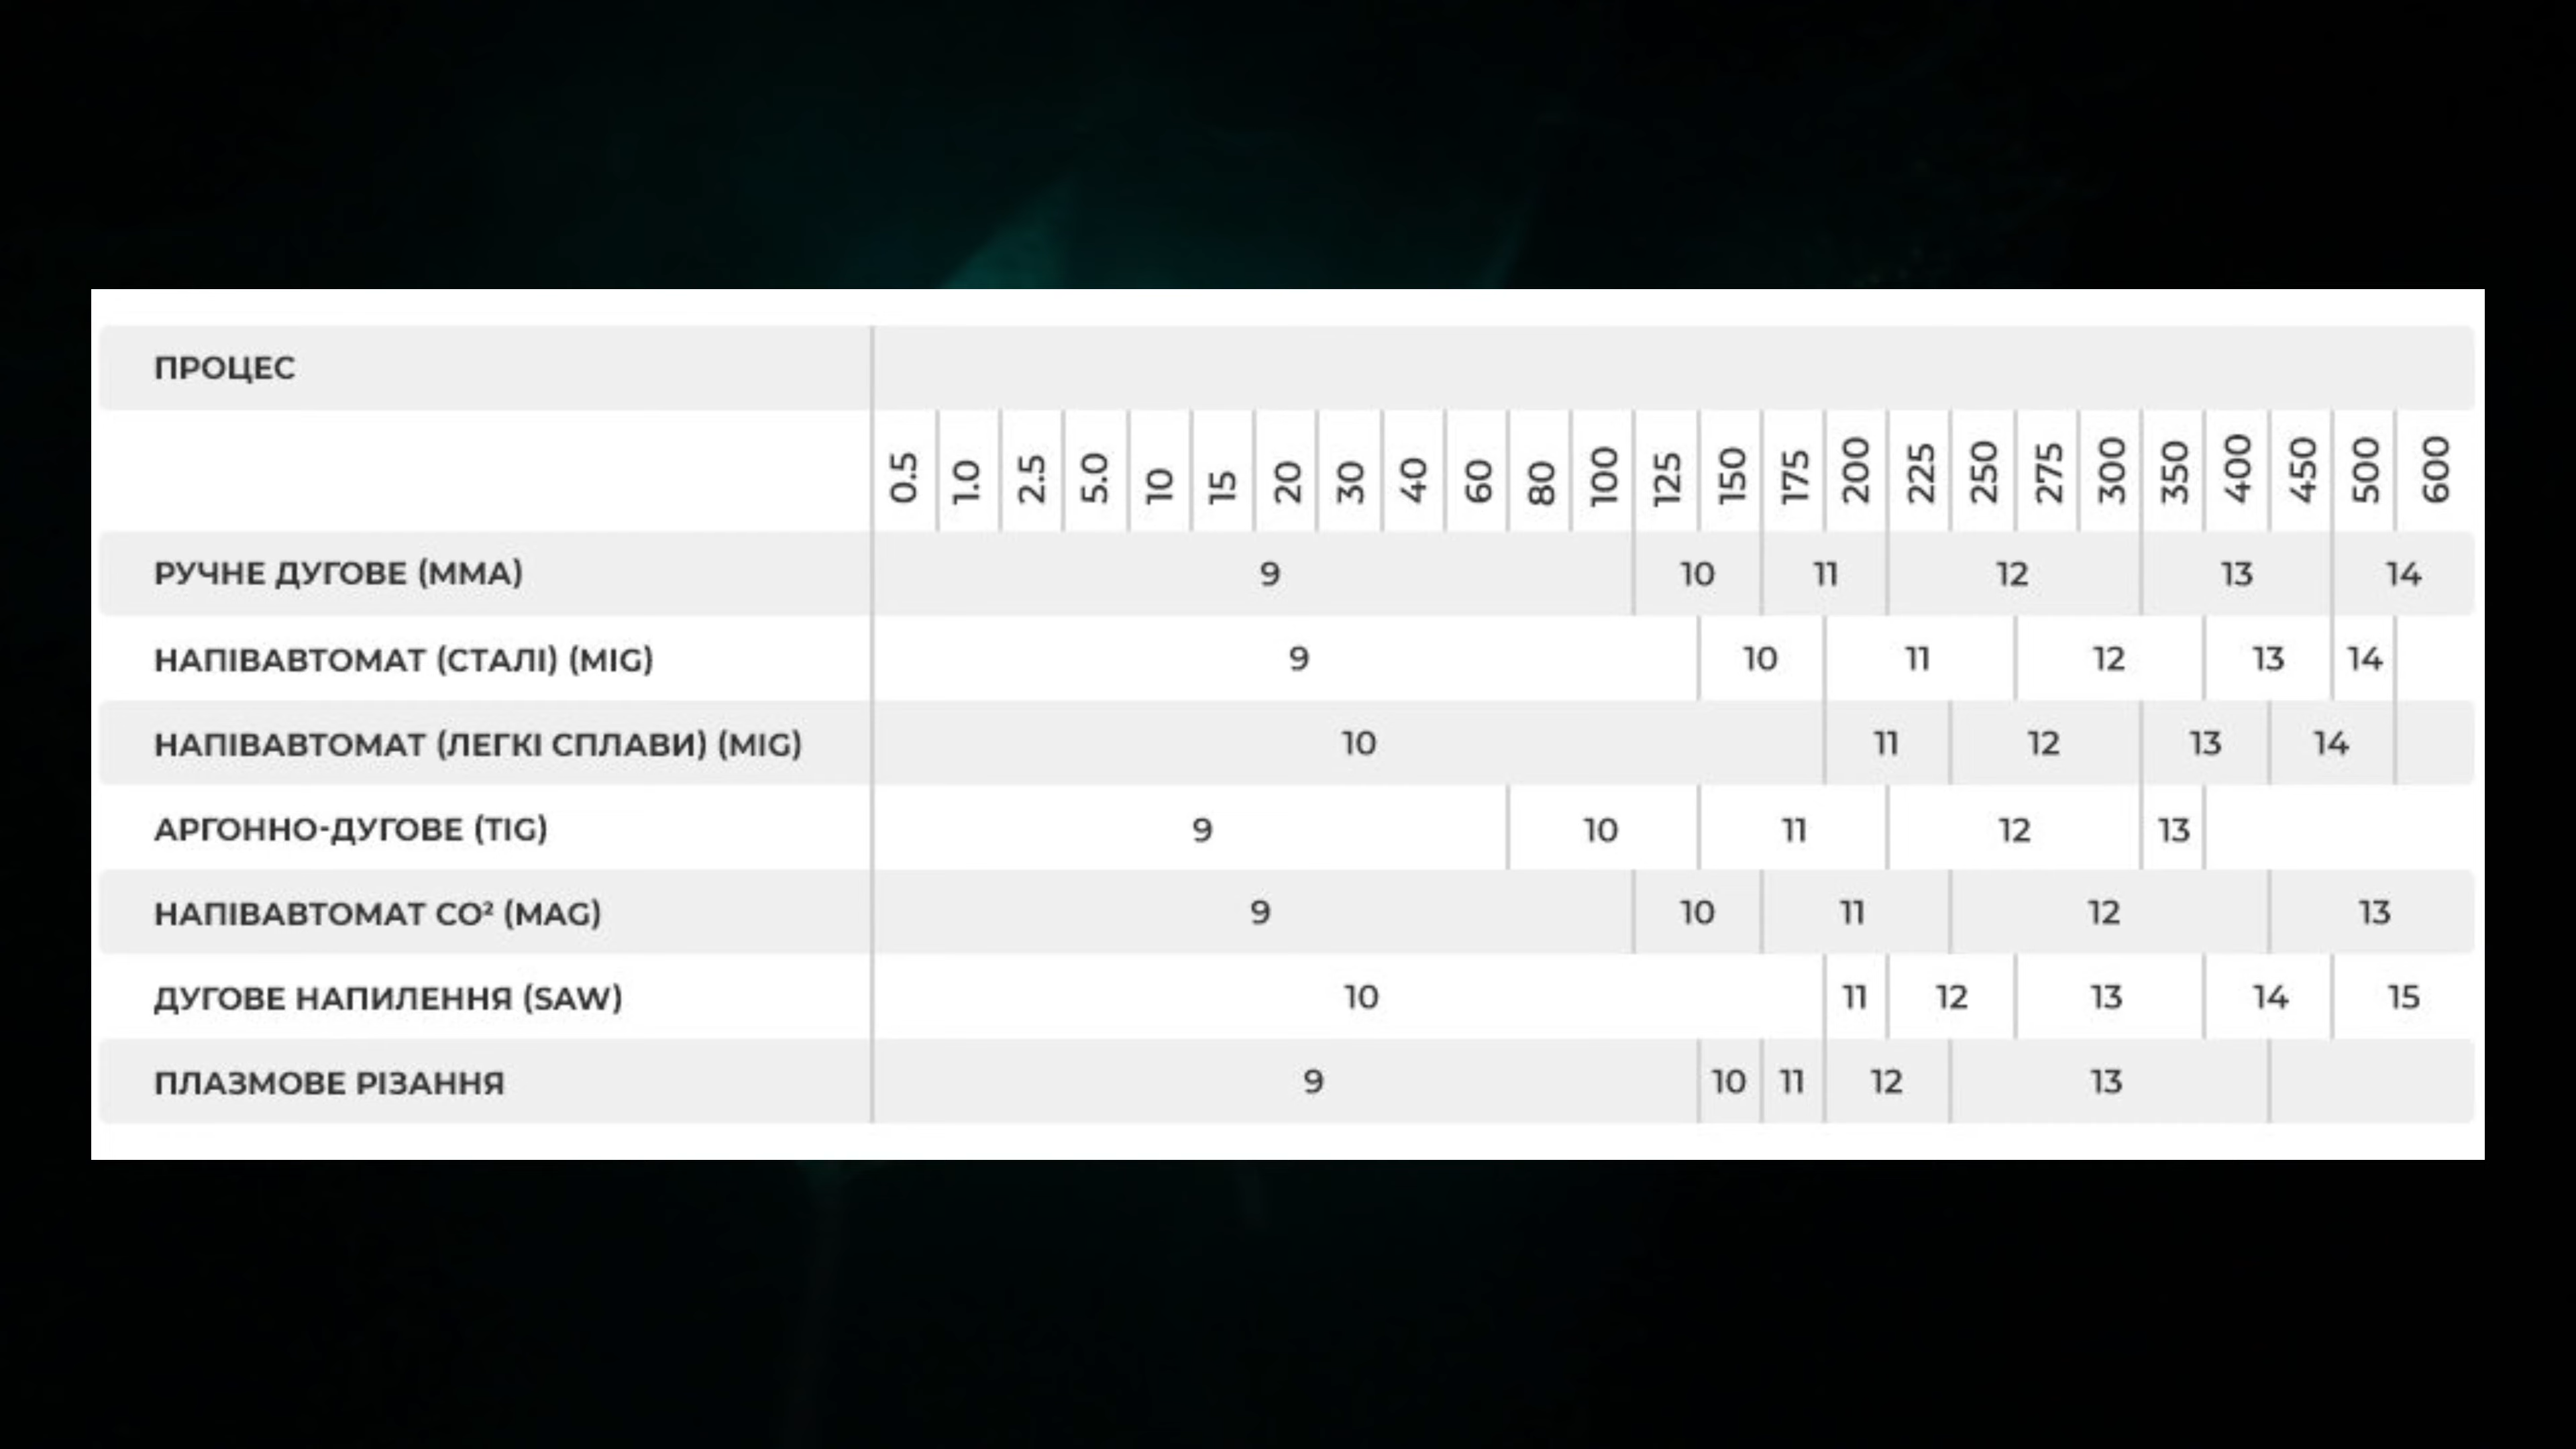 ПРОЦЕС
0.5 1.0 2.5 5.0 10 15 20 30 40 60 80 100 125 150 175 200 225 250 275 300 350 400 450 500 600
РУЧНЕ ДУГОВЕ (MMA) 9 10 11 12 13 14
НАПІВАВТОМАТ (СТАЛІ) (MIG) 9 10 11 12 13 14
НАПІВАВТОМАТ (ЛЕГКІ СПЛАВИ) (MIG) 10 11 12 13 14
АРГОННО-ДУГОВЕ (TIG) 9 10 11 12 13
НАПІВАВТОМАТ CO² (MAG) 9 10 11 12 13
ДУГОВЕ НАПИЛЕННЯ (SAW) 10 11 12 13 14 15
ПЛАЗМОВЕ РІЗАННЯ 9 10 11 12 13